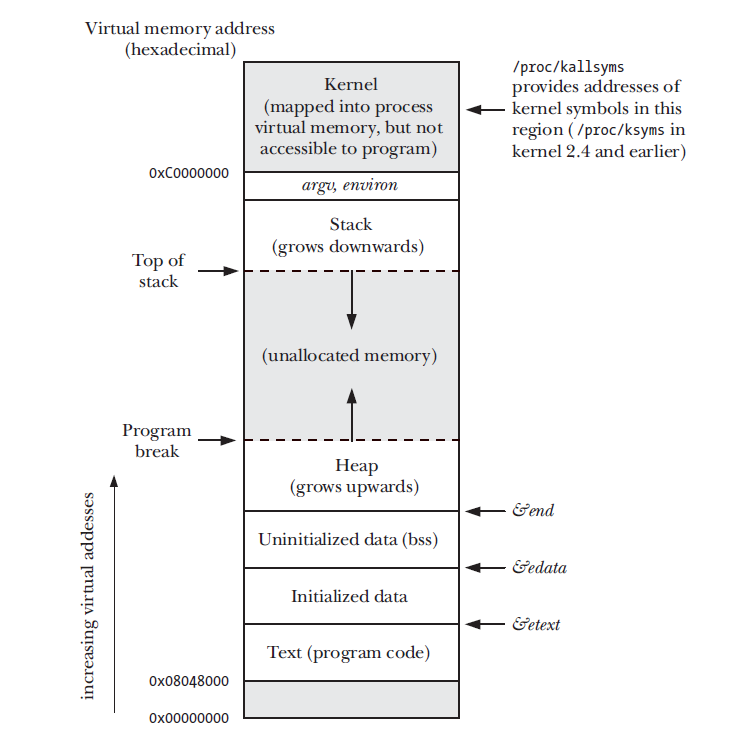 Virtual memory address
(hexadecimal)
/proc/kallsyms
provides addresses of
kernel symbols in this
region (/proc/ksyms in
kernel 2.4 and earlier)
Kernel
(mapped into process
virtual memory, but not
accessible to program)
0xC0000000
argv, environ
Stack
(grows downwards)
Top of
stack
(unallocated memory)
Program
break
Heap
(grows upwards)
&end
Uninitialized data (bss)
&edata
Initialized data
&etext
Text (program code)
0x08048000
0x00000000
increasing virtual addesses